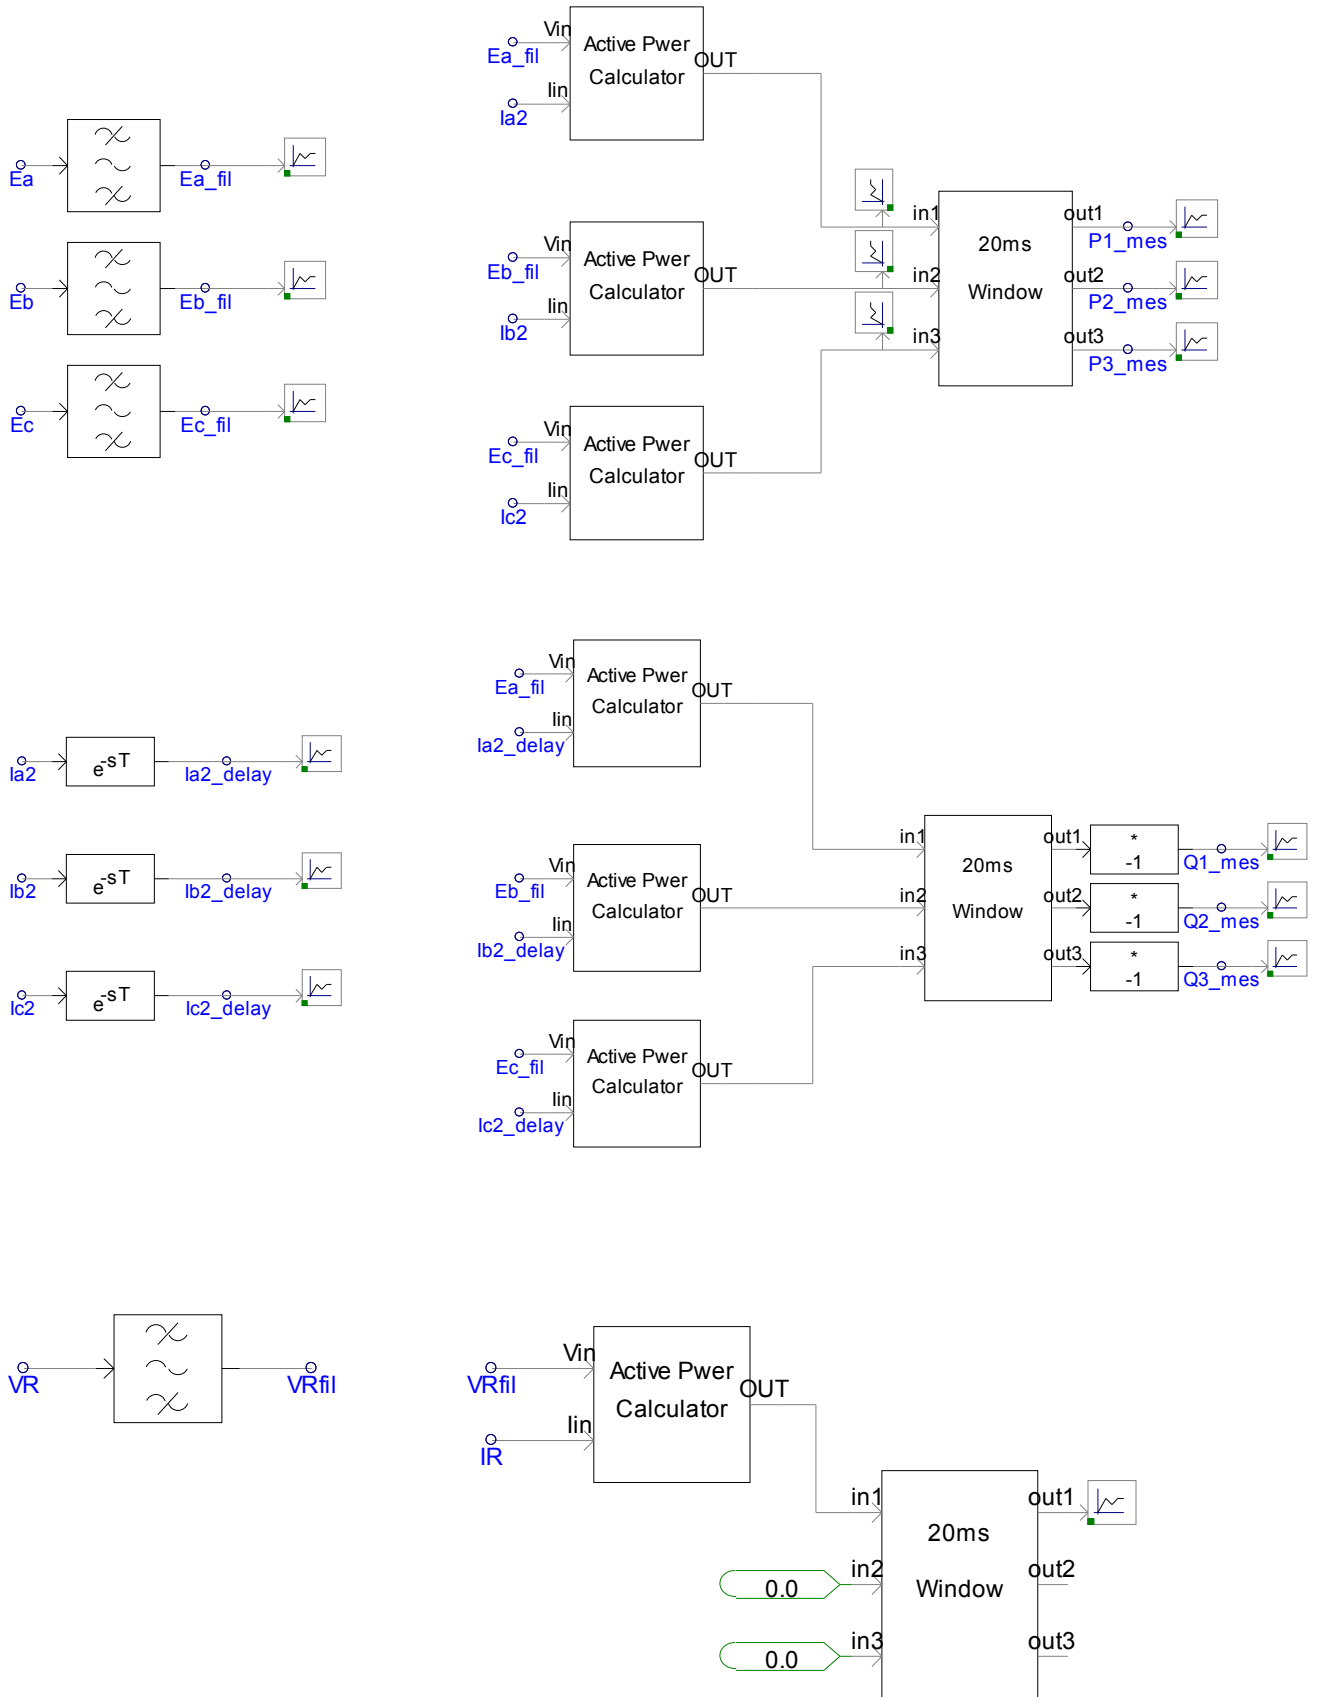 Ea
Ea_fil
Eb
Eb_fil
Ec
Ec_fil
Vin
Ea_fil
Iin
Ia2
Active Pwer
Calculator
OUT
Vin
Eb_fil
Iin
Ib2
Active Pwer
Calculator
OUT
Vin
Ec_fil
Iin
Ic2
Active Pwer
Calculator
OUT
in1
in2
in3
20ms
Window
out1
P1_mes
out2
P2_mes
out3
P3_mes
Ia2
e-sT
Ia2_delay
Ib2
e-sT
Ib2_delay
Ic2
e-sT
Ic2_delay
Vin
Ea_fil
Iin
Ia2_delay
Active Pwer
Calculator
OUT
Vin
Eb_fil
Iin
Ib2_delay
Active Pwer
Calculator
OUT
Vin
Ec_fil
Iin
Ic2_delay
Active Pwer
Calculator
OUT
in1
in2
in3
20ms
Window
out1
*
-1
Q1_mes
out2
*
-1
Q2_mes
out3
*
-1
Q3_mes
VR
VRfil
Vin
VRfil
Iin
IR
Active Pwer
Calculator
OUT
in1
in2
0.0
in3
0.0
20ms
Window
out1
out2
out3